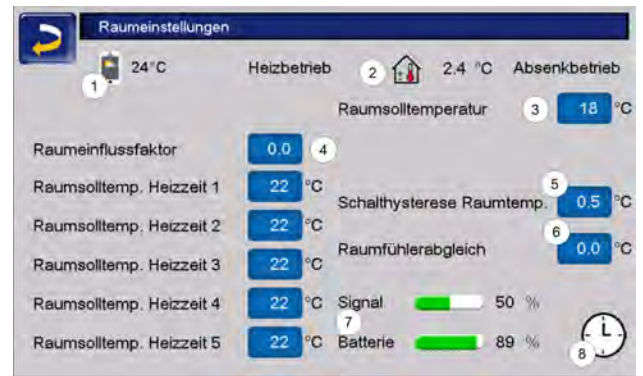 Raumeinstellungen
24°C Heizbetrieb 2.4 °C Absenkbetrieb
1 2
Raumsolltemperatur 3 18 °C
Raumeinflussfaktor 0.0 4
Raumsolltemp. Heizzeit 1 22 °C
5
Schalthysterese Raumtemp. 0.5 °C
Raumsolltemp. Heizzeit 2 22 °C
6
Raumfühlerabgleich 0.0 °C
Raumsolltemp. Heizzeit 3 22 °C
Raumsolltemp. Heizzeit 4 22 °C
Signal 50 %
7
Raumsolltemp. Heizzeit 5 22 °C
Batterie 89 %
8